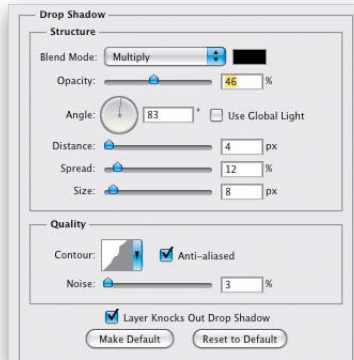 Drop Shadow
Structure
Blend Mode: Multiply
Opacity: 46 %
Angle: 83 ° Use Global Light
Distance: 4 px
Spread: 12 %
Size: 8 px
Quality
Contour: Anti-aliased
Noise: 3 %
Layer Knocks Out Drop Shadow
Make Default Reset to Default